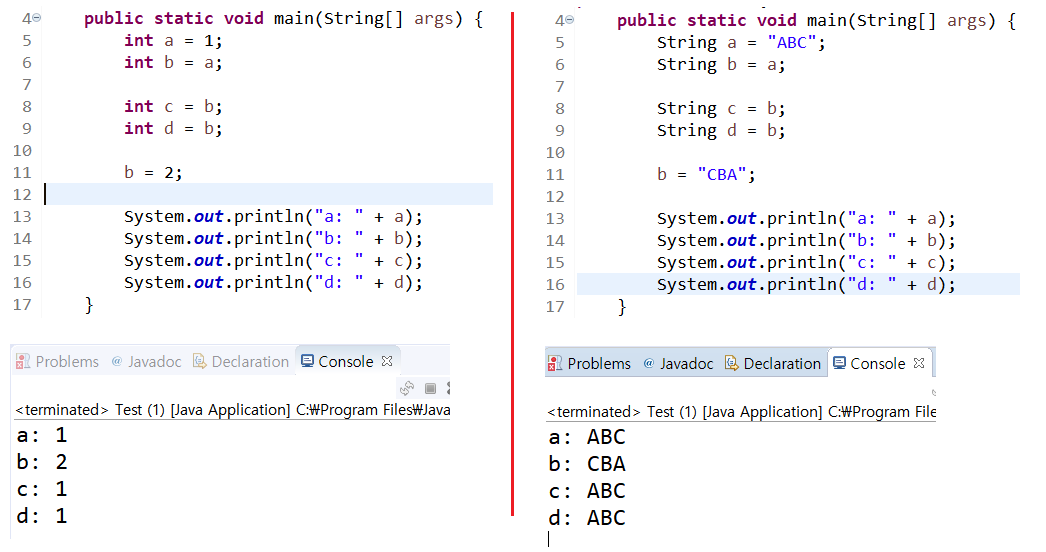 4 public static void main(String[] args) {
5 int a = 1;
6 int b = a;
7
8 int c = b;
9 int d = b;
10
11 b = 2;
12
13 System.out.println("a: " + a);
14 System.out.println("b: " + b);
15 System.out.println("c: " + c);
16 System.out.println("d: " + d);
17 }
Problems @ Javadoc Declaration Console
<terminated> Test (1) [Java Application] C:₩Program Files₩Java
a: 1
b: 2
c: 1
d: 1
4 public static void main(String[] args) {
5 String a = "ABC";
6 String b = a;
7
8 String c = b;
9 String d = b;
10
11 b = "CBA";
12
13 System.out.println("a: " + a);
14 System.out.println("b: " + b);
15 System.out.println("c: " + c);
16 System.out.println("d: " + d);
17 }
Problems @ Javadoc Declaration Console
<terminated> Test (1) [Java Application] C:₩Program File
a: ABC
b: CBA
c: ABC
d: ABC